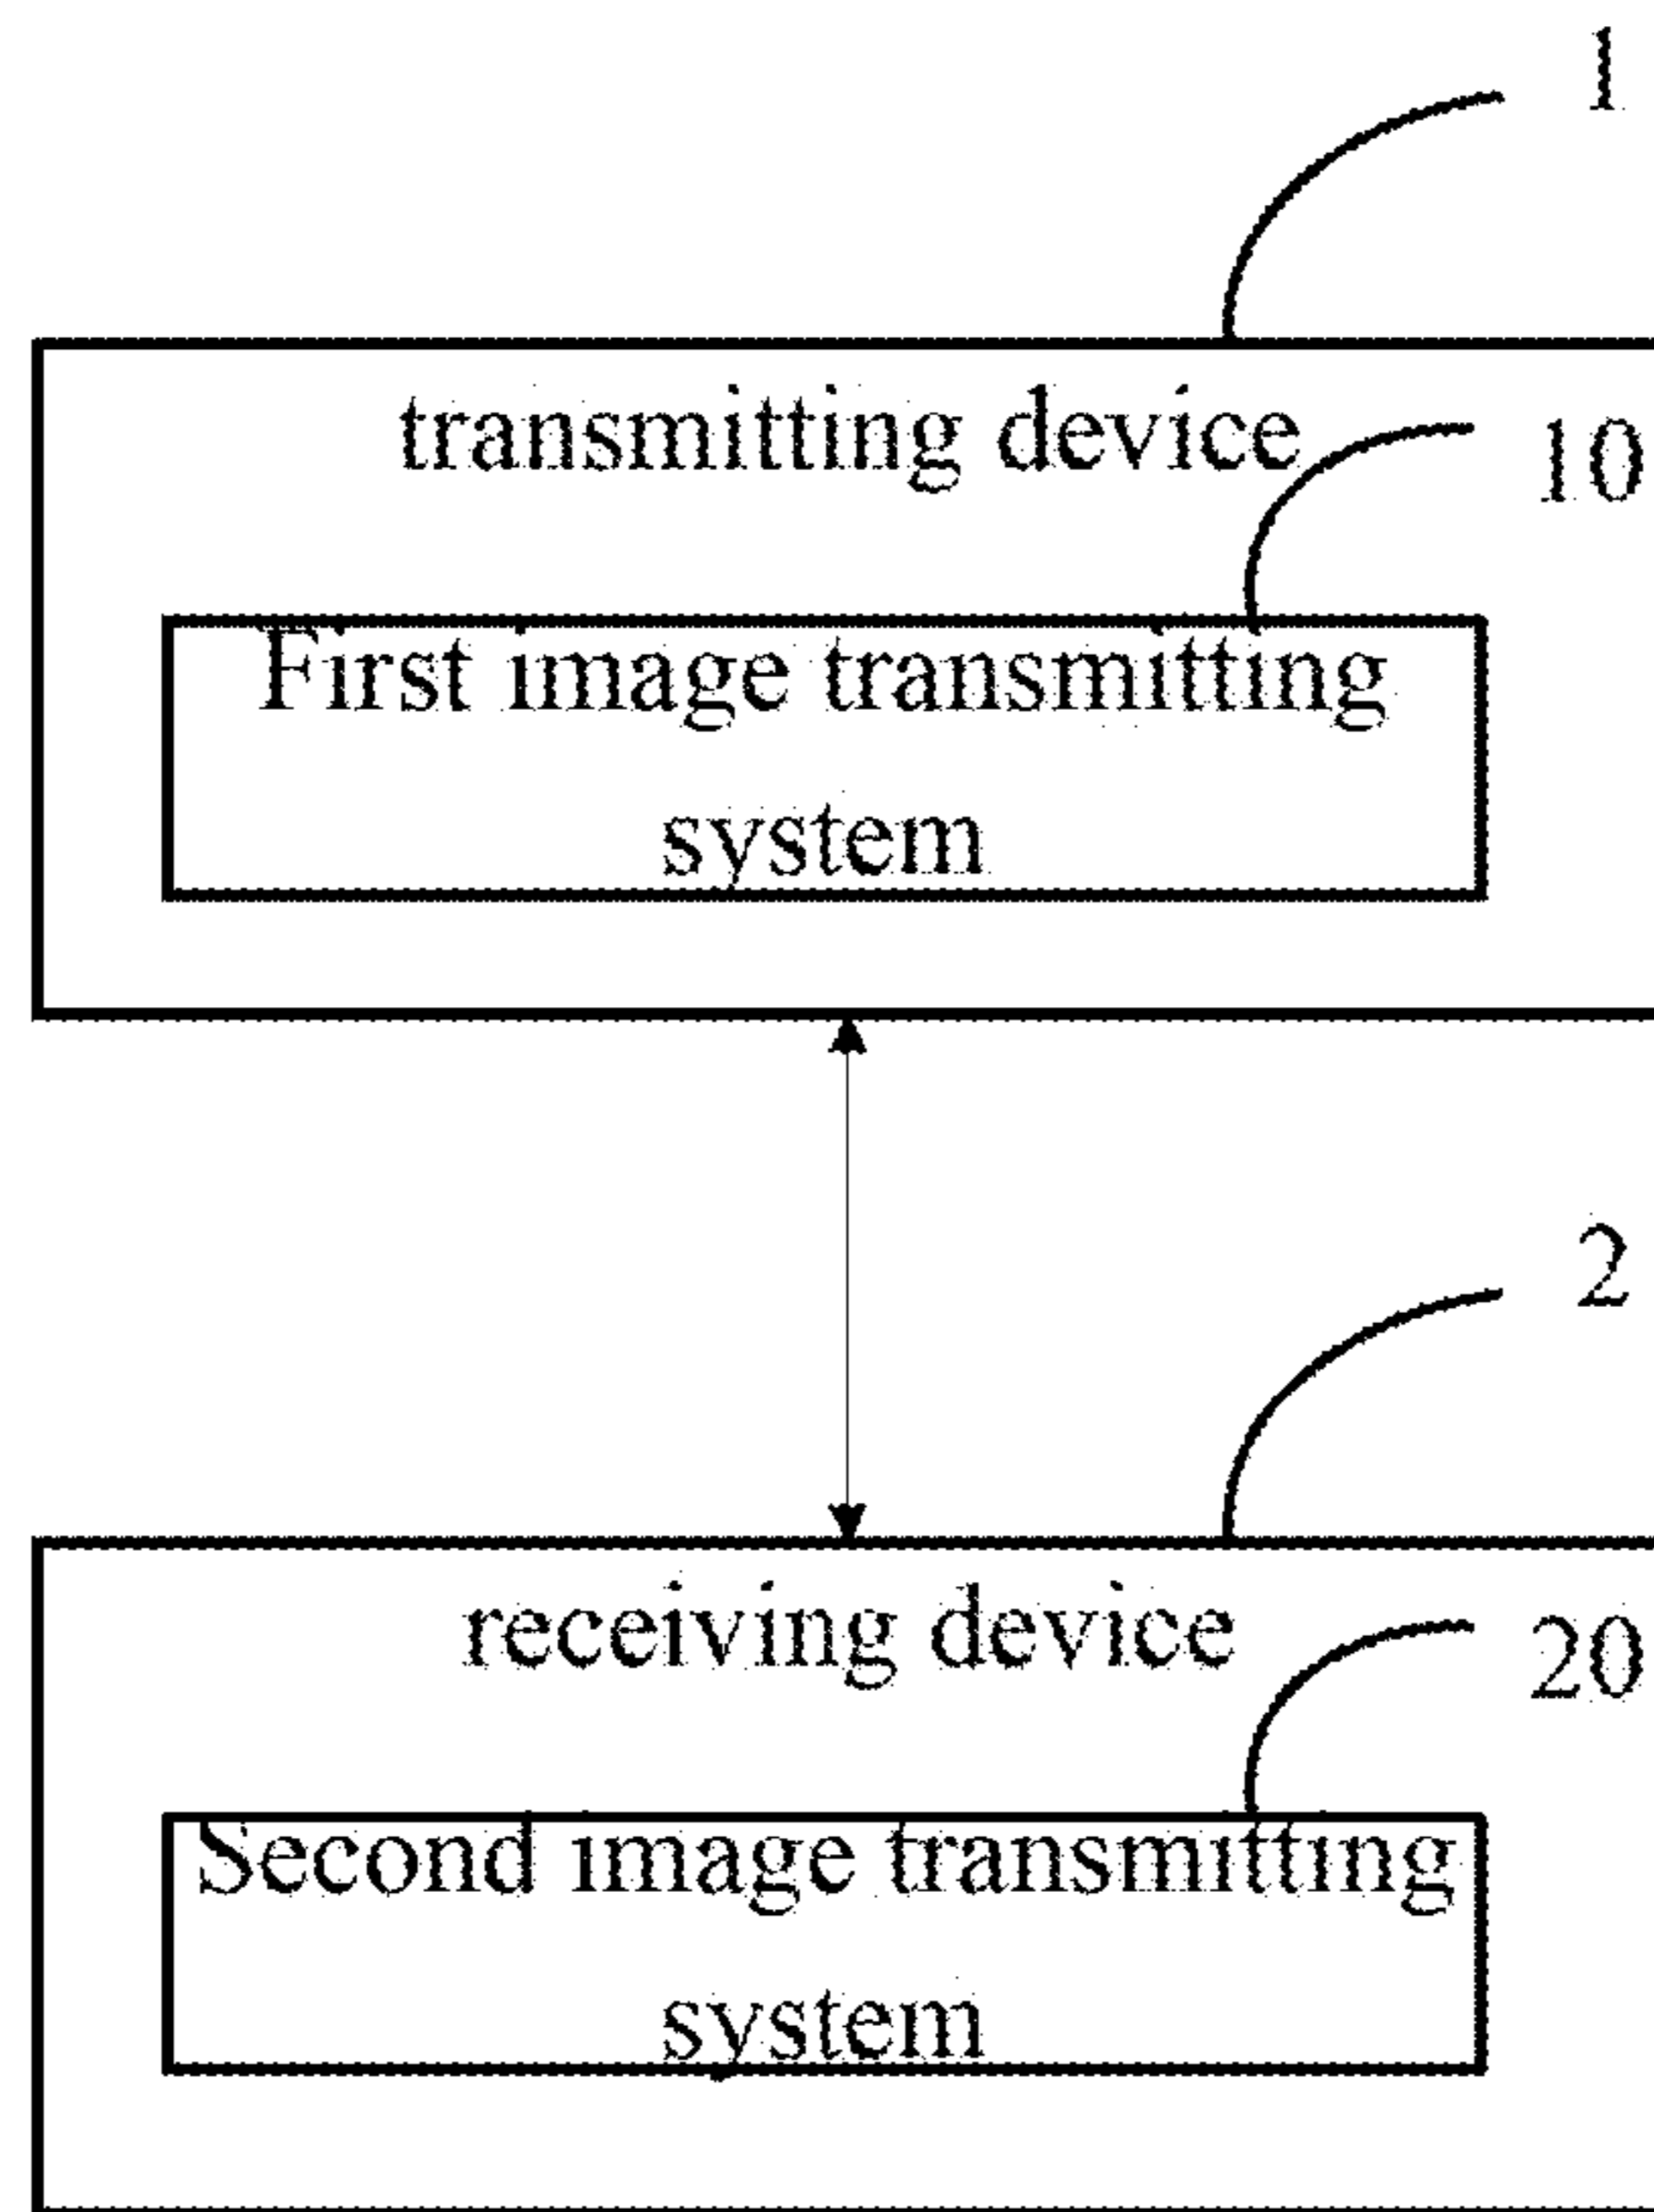 1
transmitting device
10
First image transmitting
system
2
receiving device
20
Second image transmitting
system